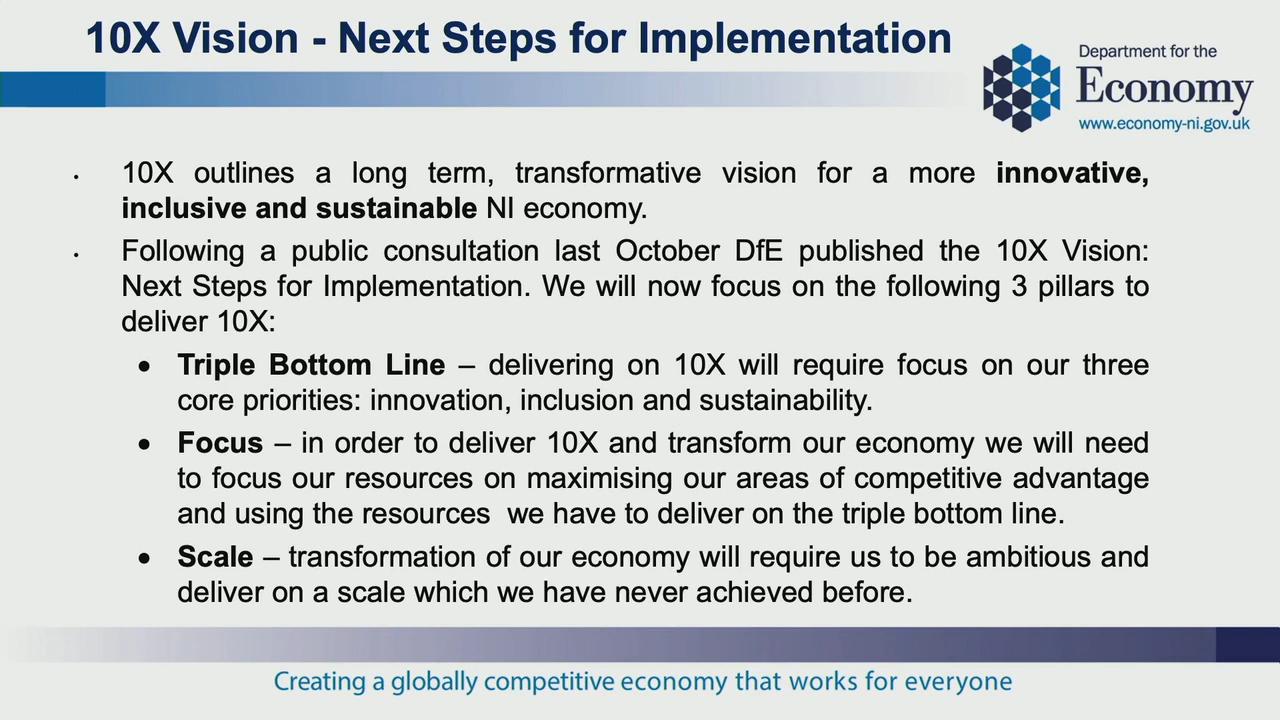 10X Vision - Next Steps for Implementation
Department for the
Economy
www.economy-ni.gov.uk
• 10X outlines a long term, transformative vision for a more innovative,
inclusive and sustainable NI economy.
• Following a public consultation last October DfE published the 10X Vision:
Next Steps for Implementation. We will now focus on the following 3 pillars to
deliver 10X:
• Triple Bottom Line – delivering on 10X will require focus on our three
core priorities: innovation, inclusion and sustainability.
• Focus – in order to deliver 10X and transform our economy we will need
to focus our resources on maximising our areas of competitive advantage
and using the resources  we have to deliver on the triple bottom line.
• Scale – transformation of our economy will require us to be ambitious and
deliver on a scale which we have never achieved before.
Creating a globally competitive economy that works for everyone